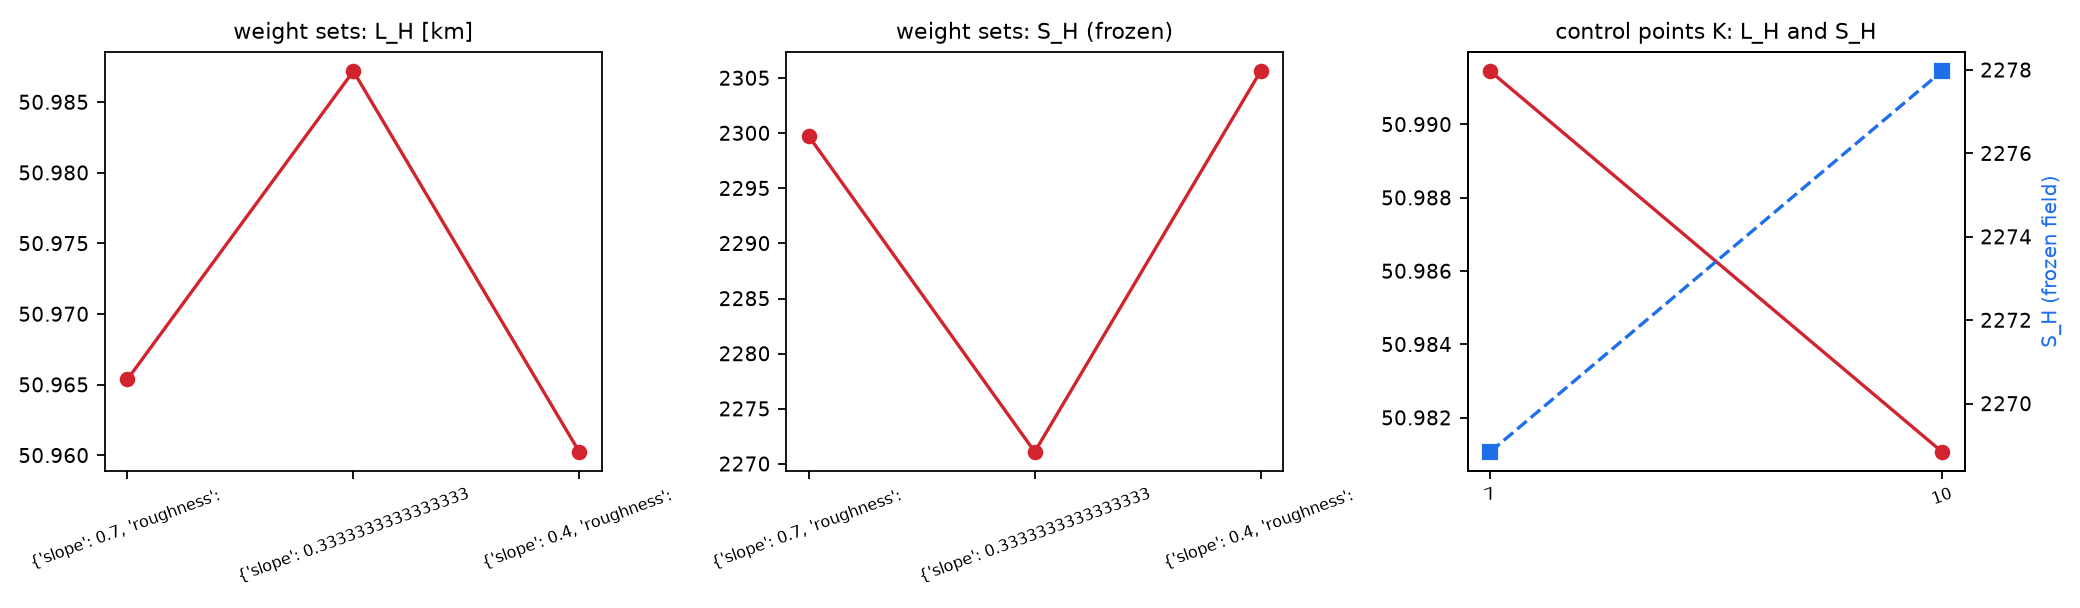 weight sets: L_H [km]
50.985
50.980
50.975
50.970
50.965
50.960
{'slope': 0.7, 'roughness':
{'slope': 0.3333333333333333
{'slope': 0.4, 'roughness':
weight sets: S_H (frozen)
2305
2300
2295
2290
2285
2280
2275
2270
{'slope': 0.7, 'roughness':
{'slope': 0.3333333333333333
{'slope': 0.4, 'roughness':
control points K: L_H and S_H
50.990
50.988
50.986
50.984
50.982
7
10
2278
2276
2274
2272
2270
S_H (frozen field)